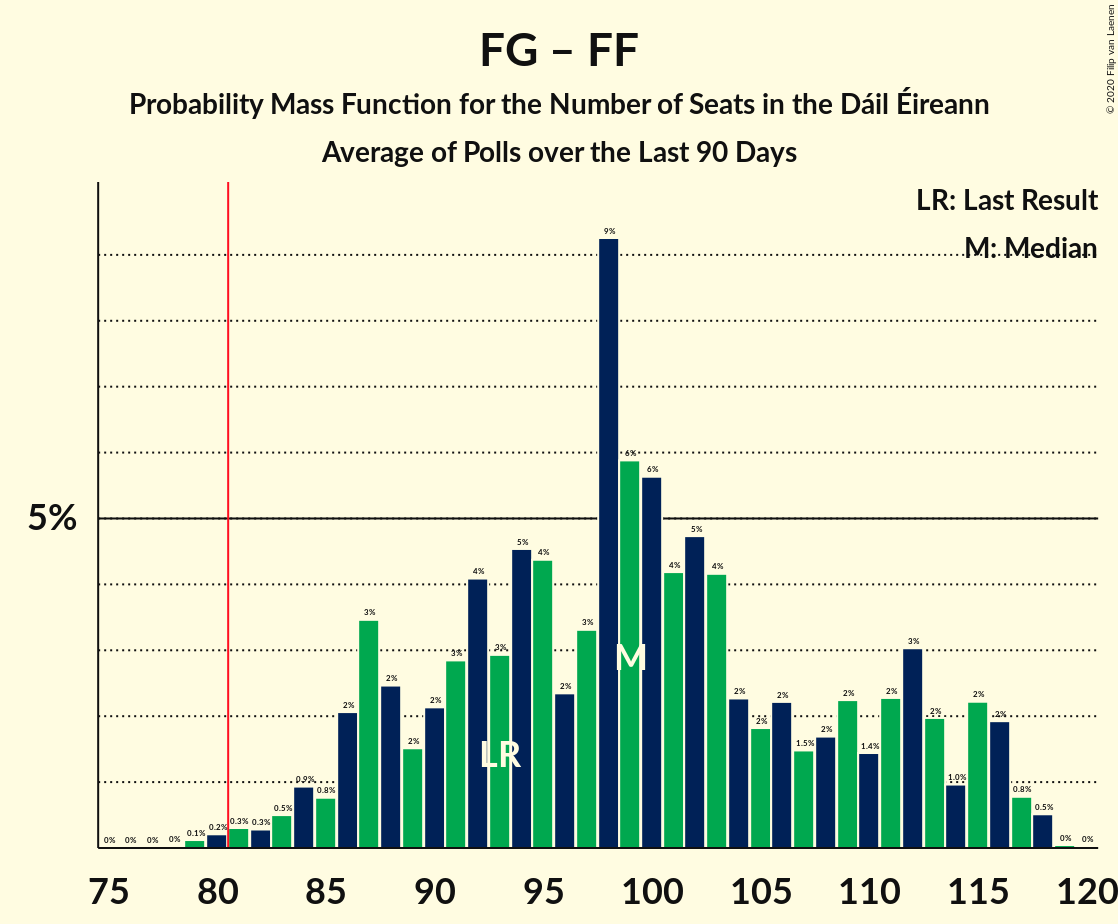 FG – FF
Probability Mass Function for the Number of Seats in the Dáil Éireann
Average of Polls over the Last 90 Days
© 2020 Filip van Laenen
LR: Last Result
M: Median
5%
0% 0% 0% 0% 0.1% 0.2% 0.3% 0.3% 0.5% 0.9% 0.8% 2% 3% 2% 2% 2% 3% 4% 3% 5% 4% 2% 3% 9% 6% 6% 4% 5% 4% 2% 2% 2% 1.5% 2% 2% 1.4% 2% 3% 2% 1.0% 2% 2% 0.8% 0.5% 0% 0%
M
LR
75 80 85 90 95 100 105 110 115 120